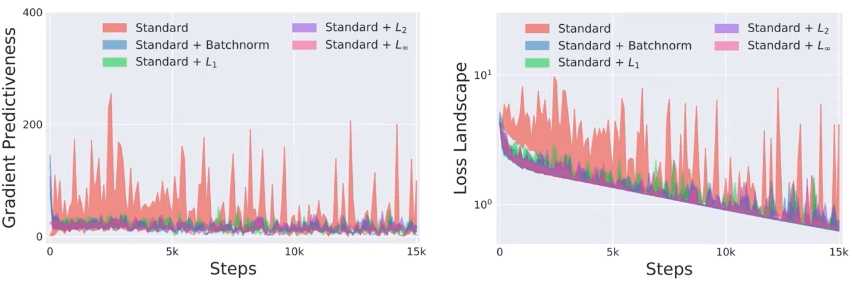 Gradient Predictiveness
400
200
0
Standard
Standard + Batchnorm
Standard + L₁
Standard + L₂
Standard + L∞
0
5k
10k
15k
Steps
Loss Landscape
10¹
10⁰
Standard
Standard + Batchnorm
Standard + L₁
Standard + L₂
Standard + L∞
0
5k
10k
15k
Steps